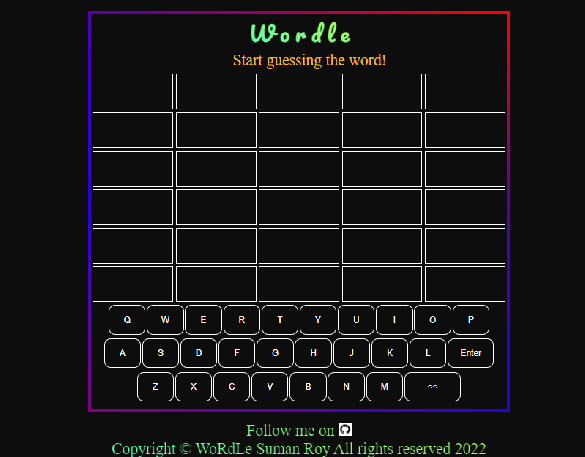 Wordle
Start guessing the word!
Q W E R T Y U I O P
A S D F G H J K L Enter
Z X C V B N M <<
Follow me on
Copyright © WoRdLe Suman Roy All rights reserved 2022